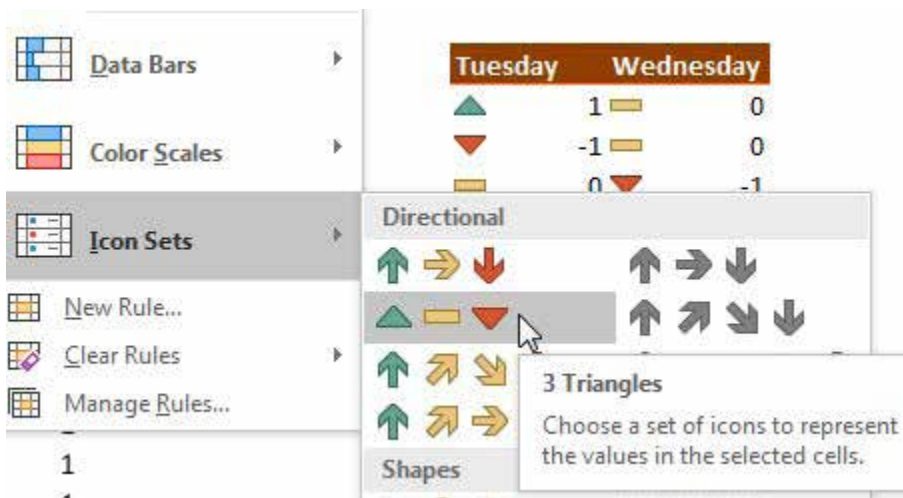 Data Bars
Color Scales
Icon Sets
New Rule...
Clear Rules
Manage Rules...
1
Tuesday Wednesday
1 0
-1 0
0 -1
Directional
3 Triangles
Choose a set of icons to represent
the values in the selected cells.
Shapes